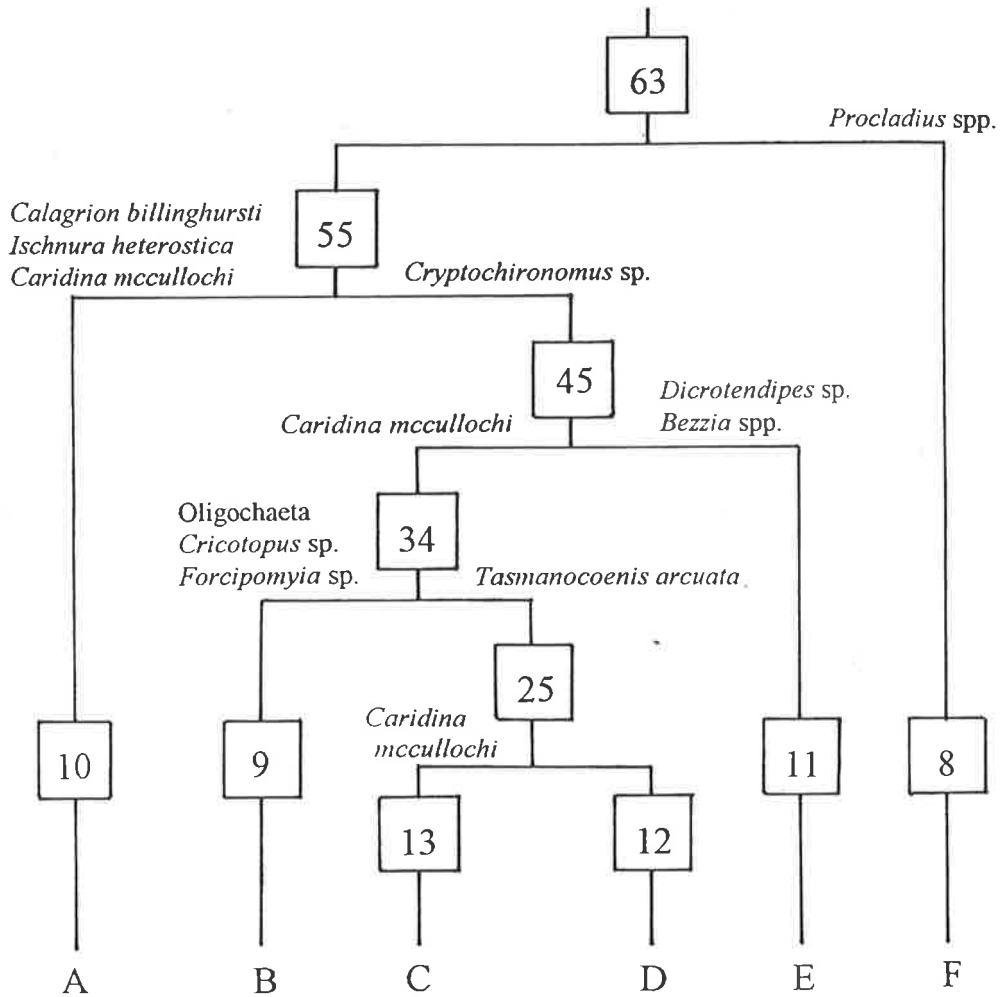 63
Procladius spp.
Calagrion billinghursti
Ischnura heterostica
Caridina mccullochi
55
Cryptochironomus sp.
45
Dicrotendipes sp.
Bezzia spp.
Caridina mccullochi
Oligochaeta
Cricotopus sp.
Forcipomyia sp.
34
Tasmanocoenis arcuata
25
Caridina
mccullochi
10
9
11
8
13
12
A B C D E F